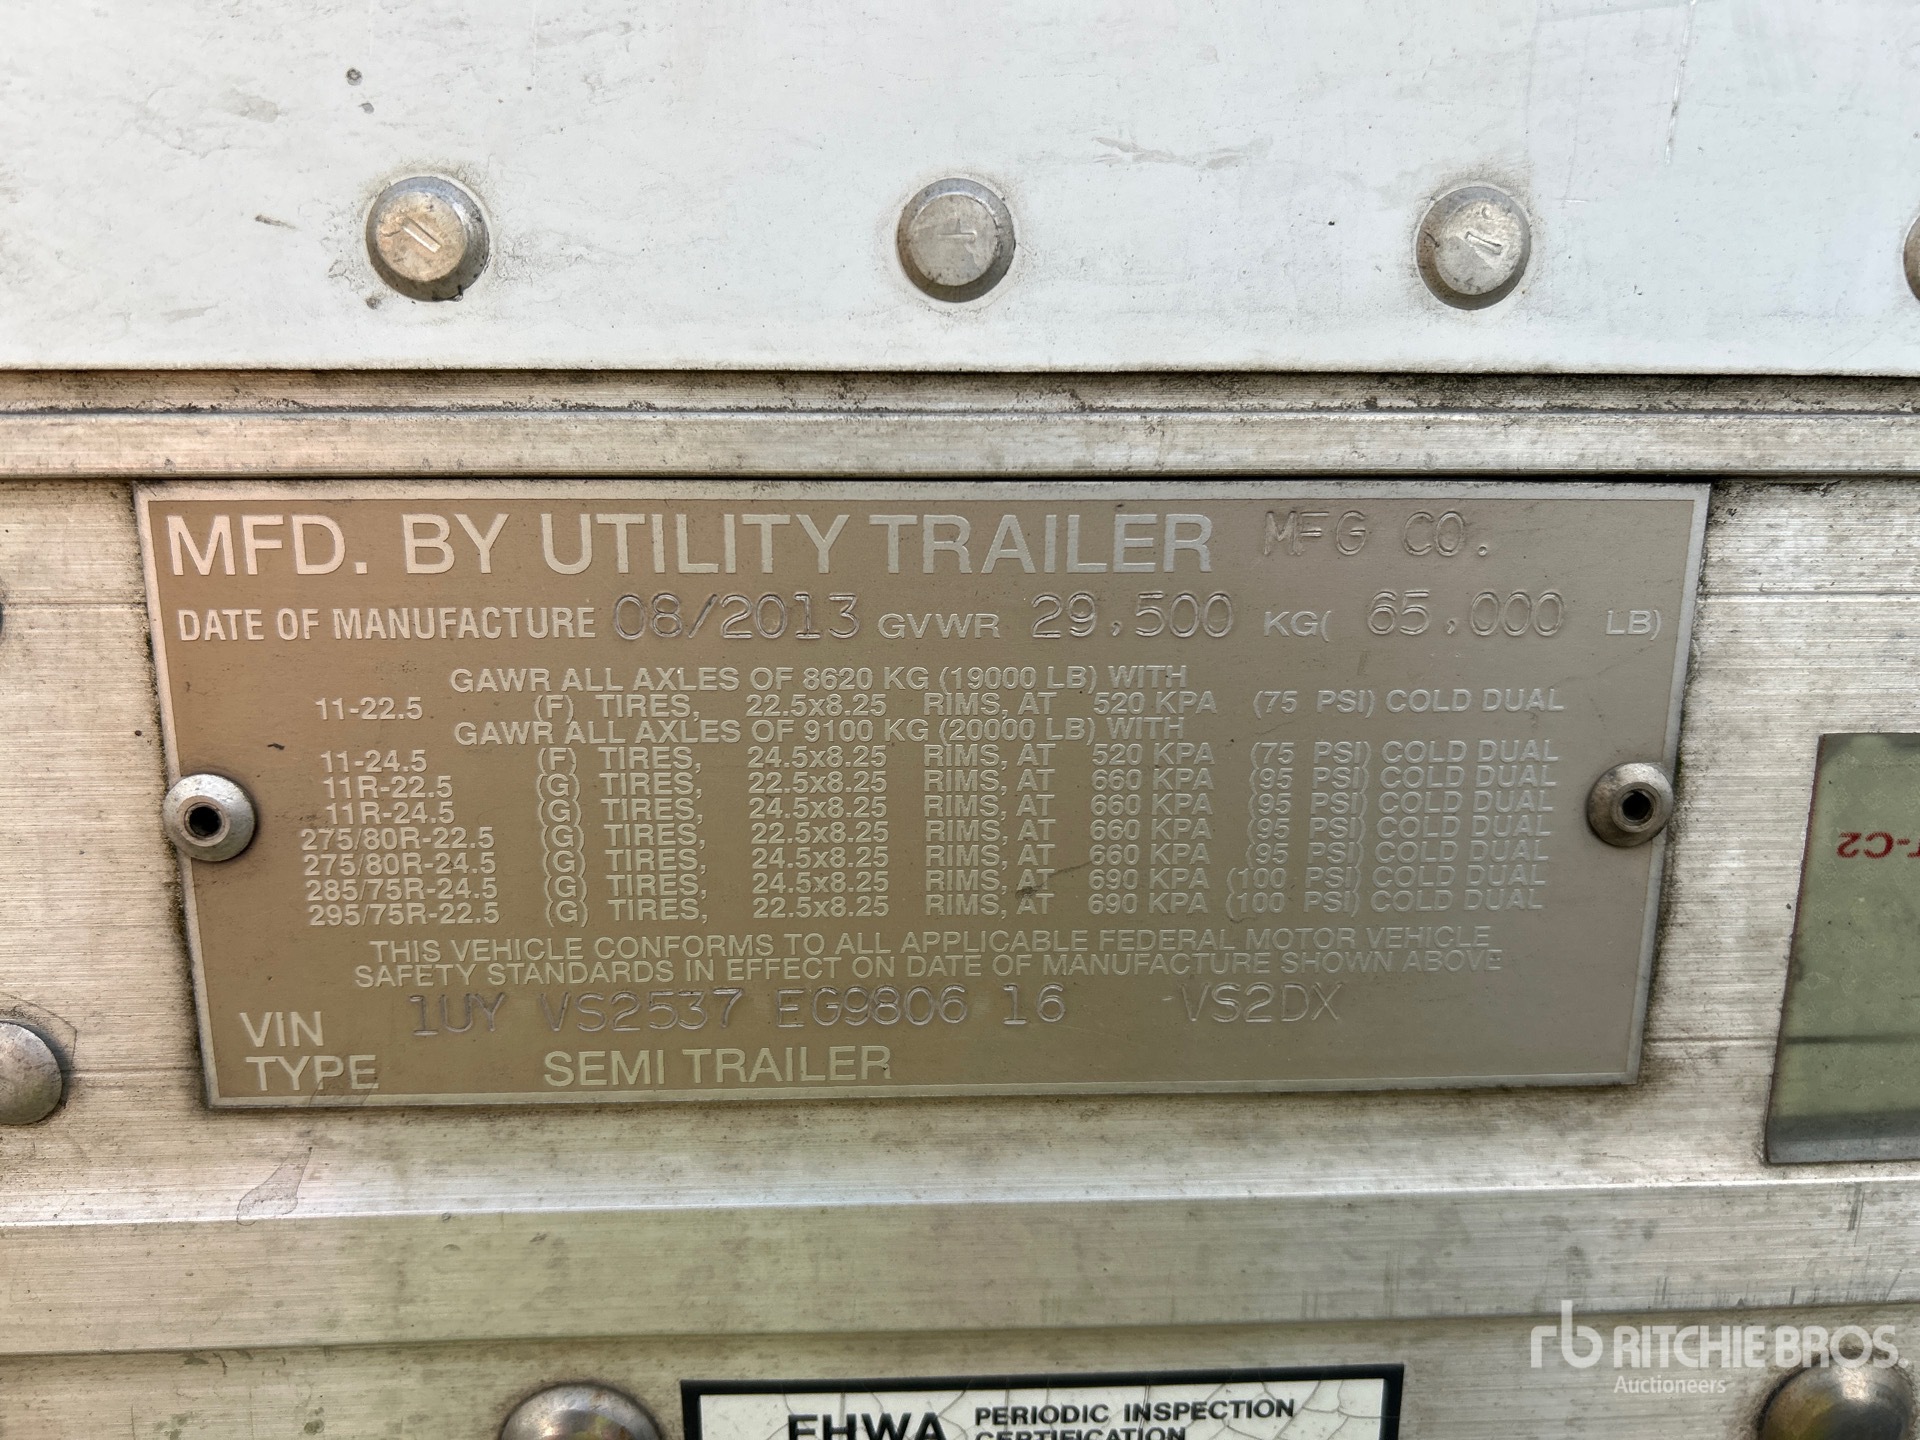 MFD. BY UTILITY TRAILER MFG CO.
DATE OF MANUFACTURE 08/2013 GVWR 29,500 KG( 65,000 LB)
GAWR ALL AXLES OF 8620 KG (19000 LB) WITH
11-22.5 (F) TIRES, 22.5x8.25 RIMS, AT 520 KPA (75 PSI) COLD DUAL
GAWR ALL AXLES OF 9100 KG (20000 LB) WITH
11-24.5 (F) TIRES, 24.5x8.25 RIMS, AT 520 KPA (75 PSI) COLD DUAL
11R-22.5 (G) TIRES, 22.5x8.25 RIMS, AT 660 KPA (95 PSI) COLD DUAL
11R-24.5 (G) TIRES, 24.5x8.25 RIMS, AT 660 KPA (95 PSI) COLD DUAL
275/80R-22.5 (G) TIRES, 22.5x8.25 RIMS, AT 660 KPA (95 PSI) COLD DUAL
275/80R-24.5 (G) TIRES, 24.5x8.25 RIMS, AT 660 KPA (95 PSI) COLD DUAL
285/75R-24.5 (G) TIRES, 24.5x8.25 RIMS, AT 690 KPA (100 PSI) COLD DUAL
295/75R-22.5 (G) TIRES, 22.5x8.25 RIMS, AT 690 KPA (100 PSI) COLD DUAL
THIS VEHICLE CONFORMS TO ALL APPLICABLE FEDERAL MOTOR VEHICLE
SAFETY STANDARDS IN EFFECT ON DATE OF MANUFACTURE SHOWN ABOVE
VIN 1UY VS2537 EG9806 16 VS2DX
TYPE SEMI TRAILER
-C2
rb RITCHIE BROS.
Auctioneers
FHWA PERIODIC INSPECTION
CERTIFICATION